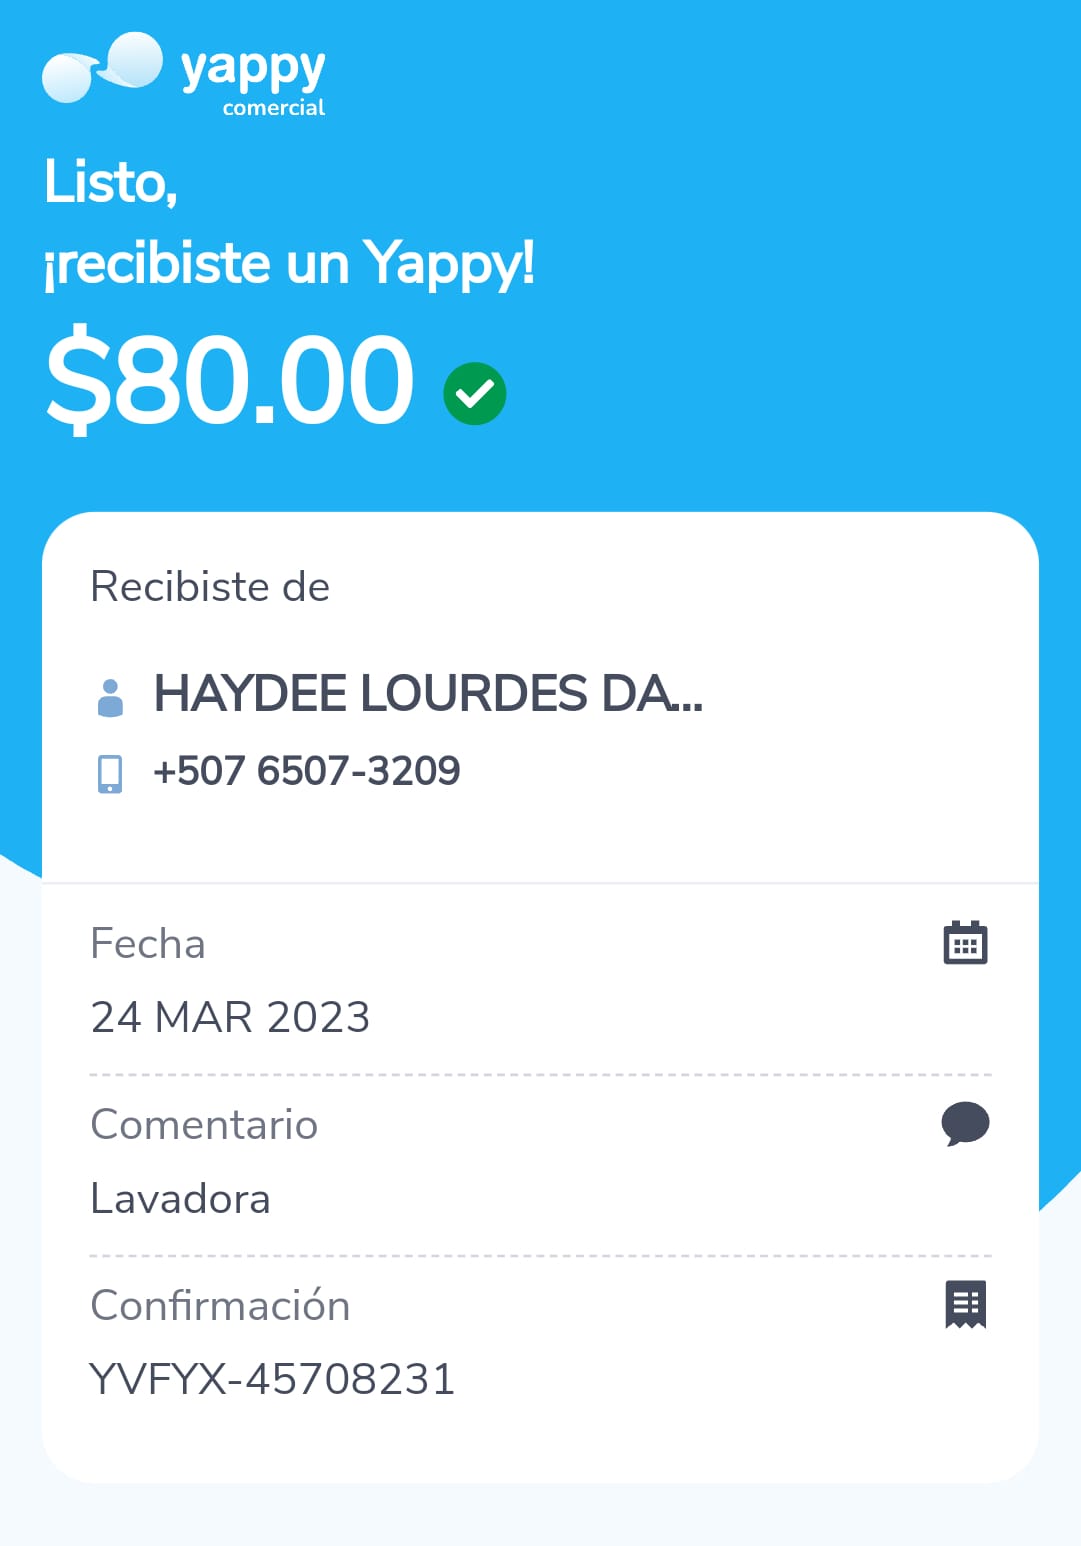 yappy
comercial
Listo,
¡recibiste un Yappy!
$80.00
Recibiste de
HAYDEE LOURDES DA...
+507 6507-3209
Fecha
24 MAR 2023
Comentario
Lavadora
Confirmación
YVFYX-45708231